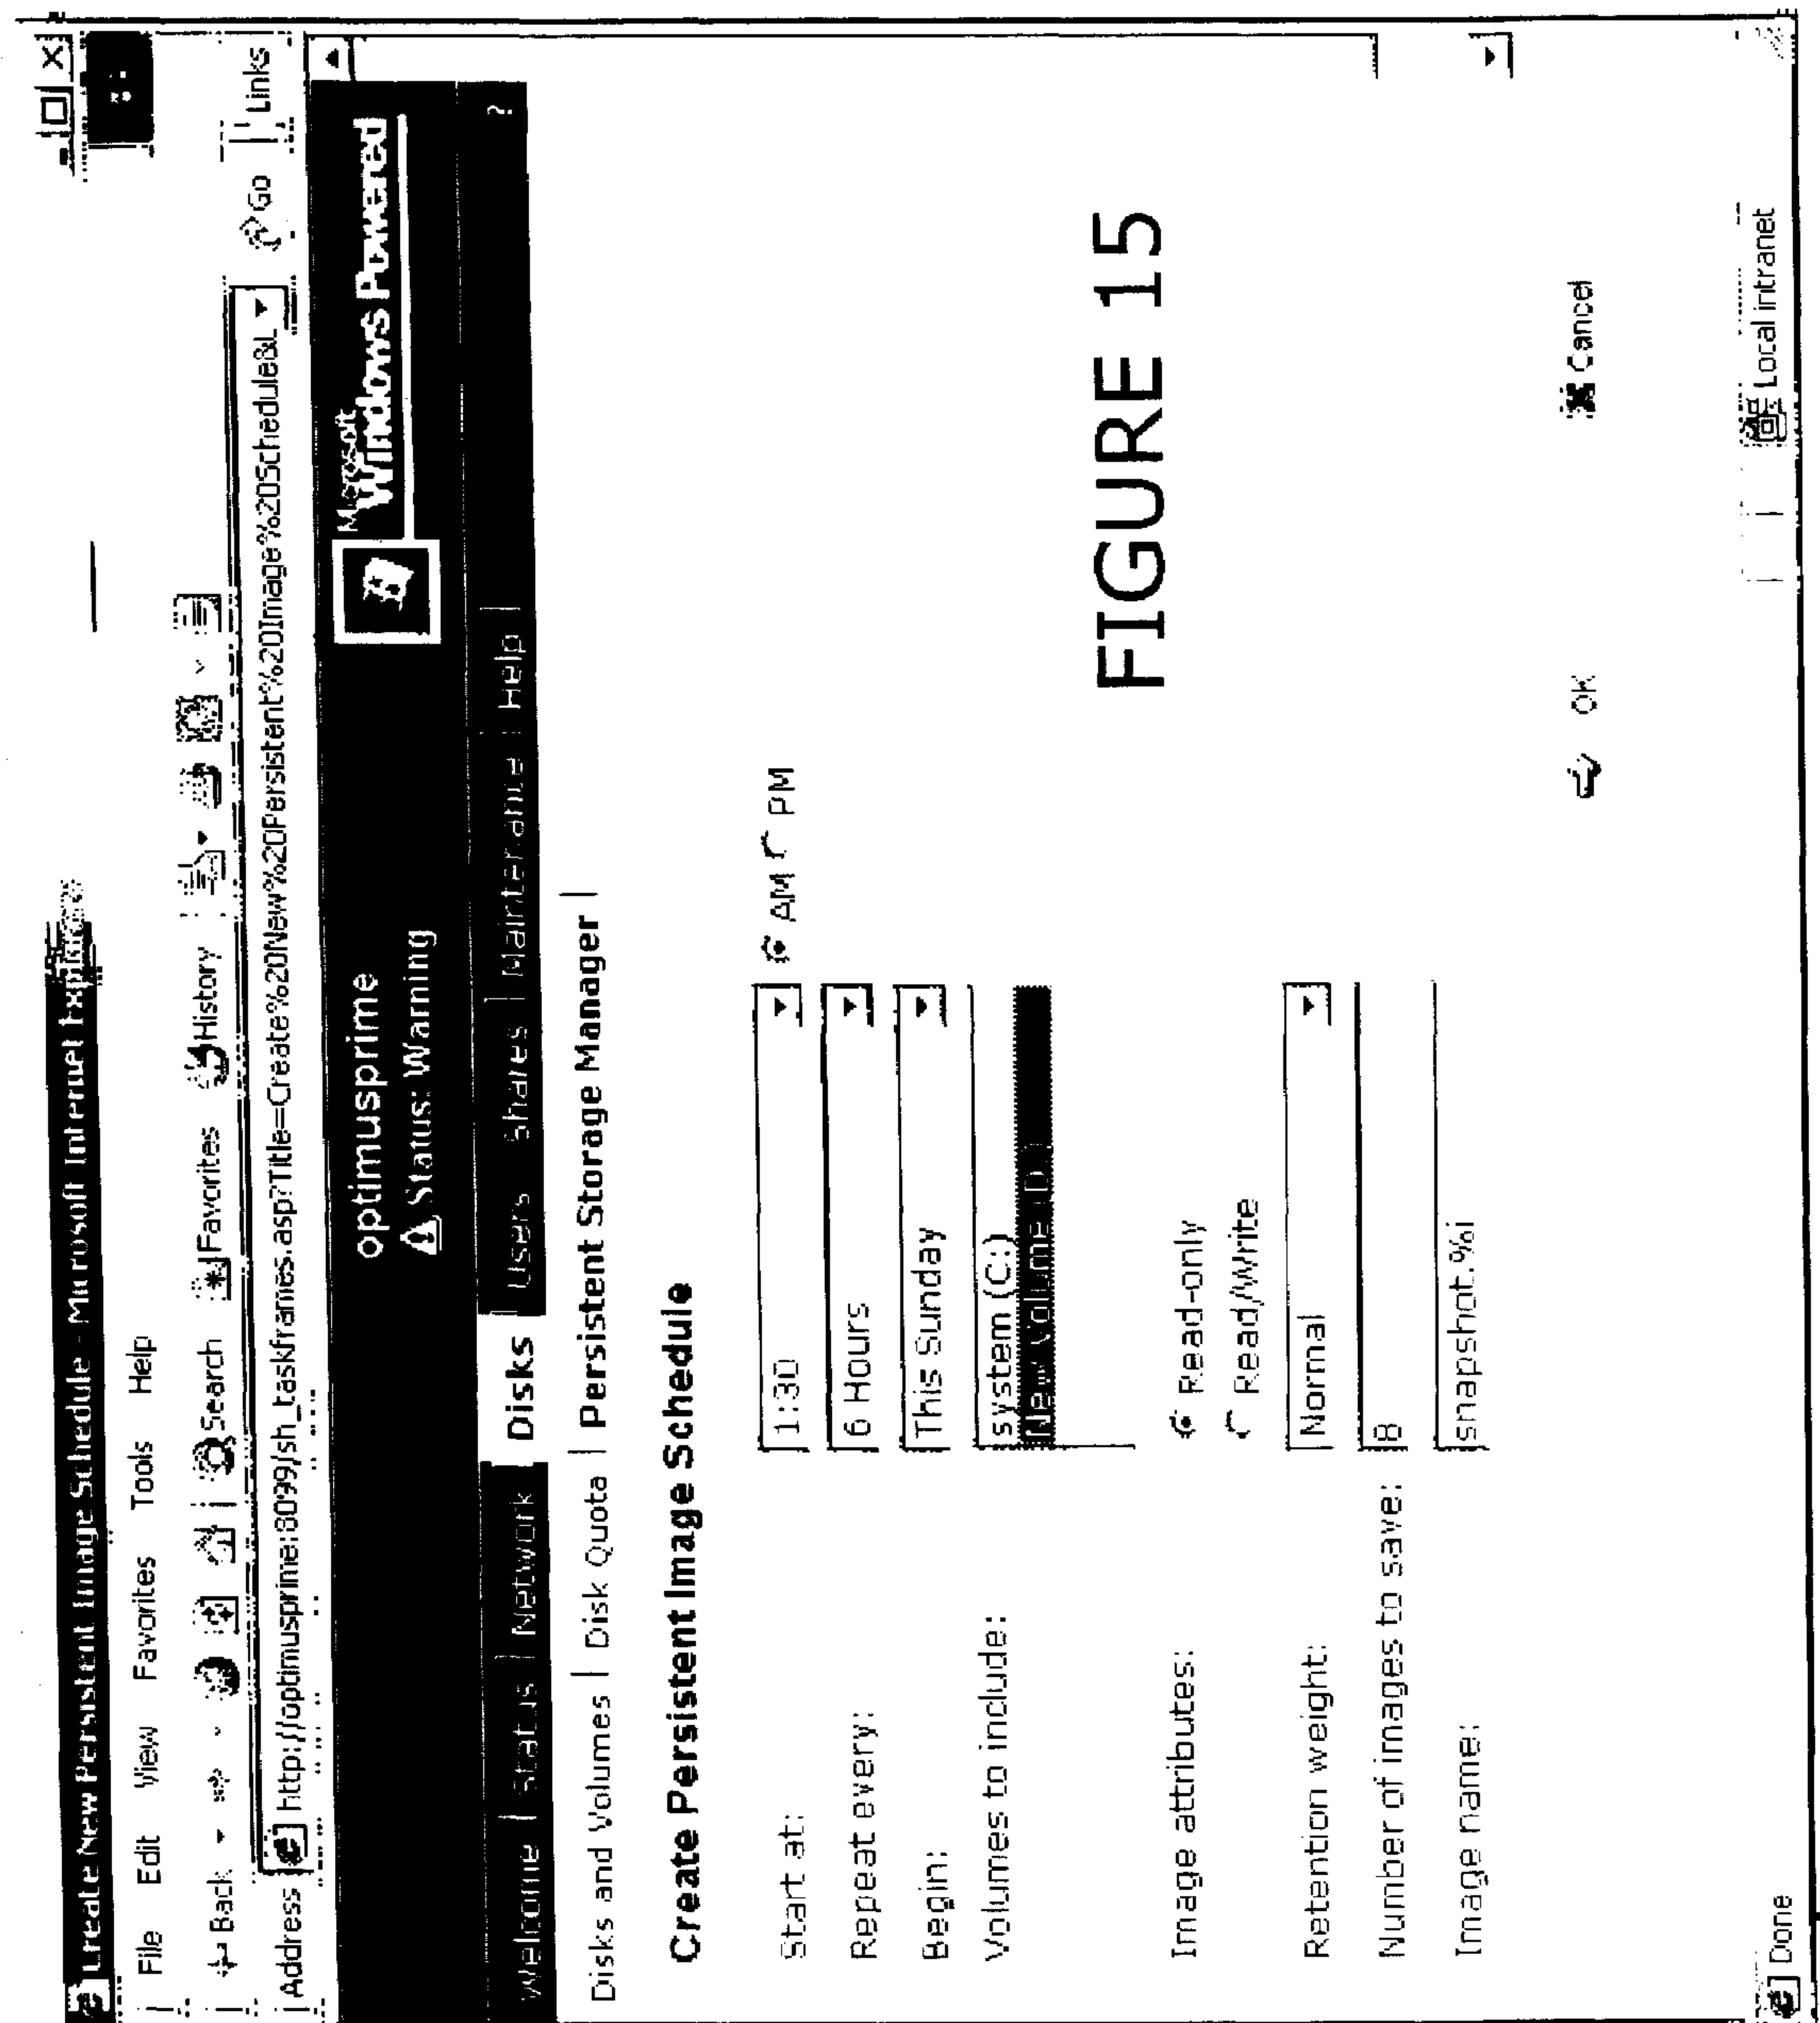 Create New Persistent Image Schedule - Microsoft Internet Explorer
File Edit View Favorites Tools Help
Back Search Favorites History
Address http://optimusprime:8099/sh_taskframes.asp?Title=Create%20New%20Persistent%20Image%20Schedule&L Go Links
optimusprime
Status: Warning
Microsoft
Windows Powered
Welcome | Status | Network Disks Users Shares | Maintenance | Help | ?
Disks and Volumes | Disk Quota | Persistent Storage Manager |
Create Persistent Image Schedule
Start at: 1:30 AM PM
Repeat every: 6 Hours
Begin: This Sunday
Volumes to include: system (C:)
New Volume (D:)
Image attributes: Read-only
Read/Write
Retention weight: Normal
Number of images to save: 8
Image name: snapshot.%i
FIGURE 15
OK Cancel
Done Local intranet